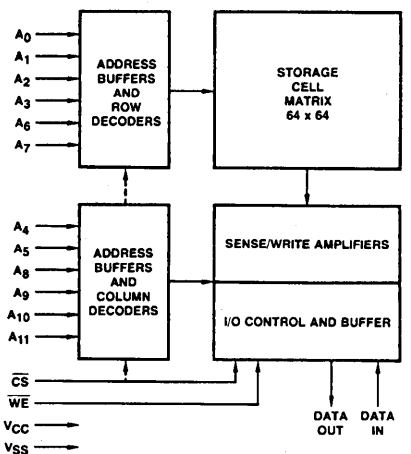 A0
A1
A2
A3
A6
A7
ADDRESS
BUFFERS
AND
ROW
DECODERS
STORAGE
CELL
MATRIX
64 x 64
A4
A5
A8
A9
A10
A11
ADDRESS
BUFFERS
AND
COLUMN
DECODERS
SENSE/WRITE AMPLIFIERS
I/O CONTROL AND BUFFER
CS
WE
VCC
VSS
DATA
OUT
DATA
IN